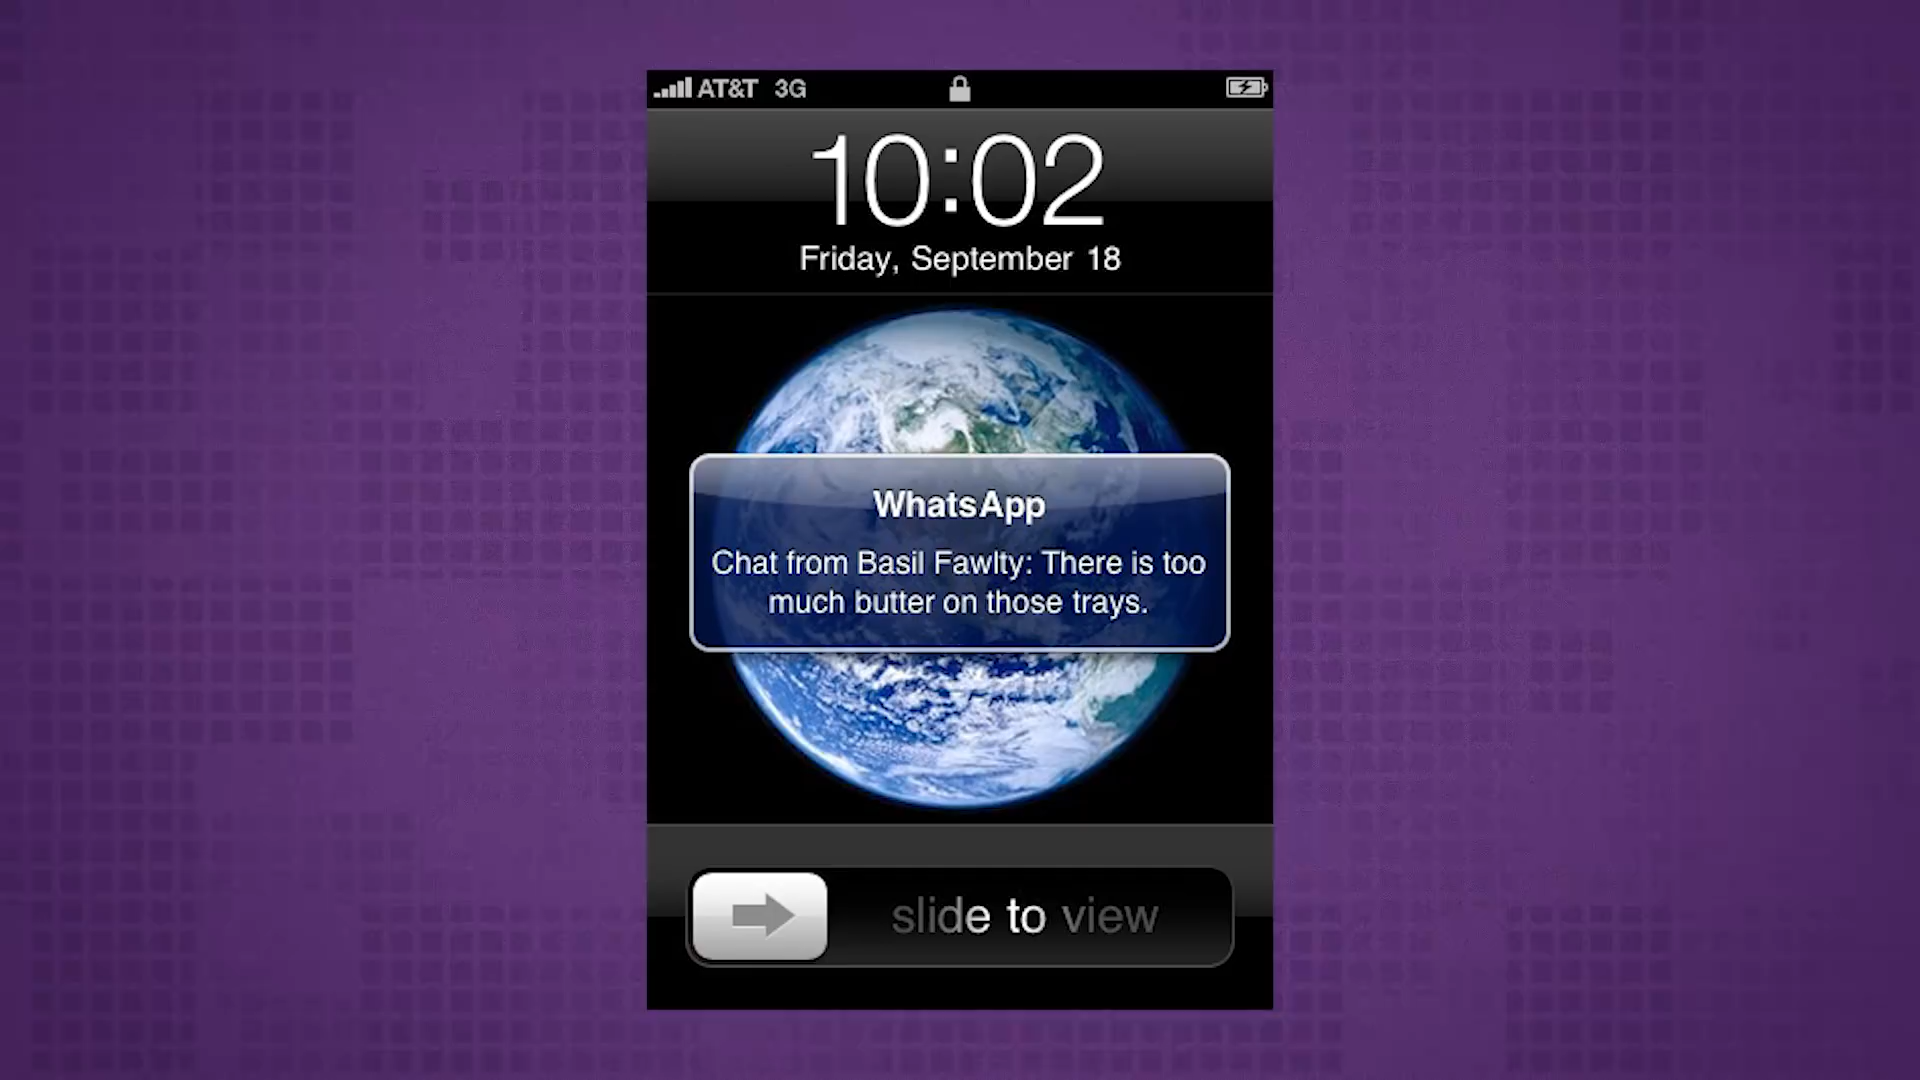 AT&T 3G
10:02
Friday, September 18
WhatsApp
Chat from Basil Fawlty: There is too
much butter on those trays.
slide to view